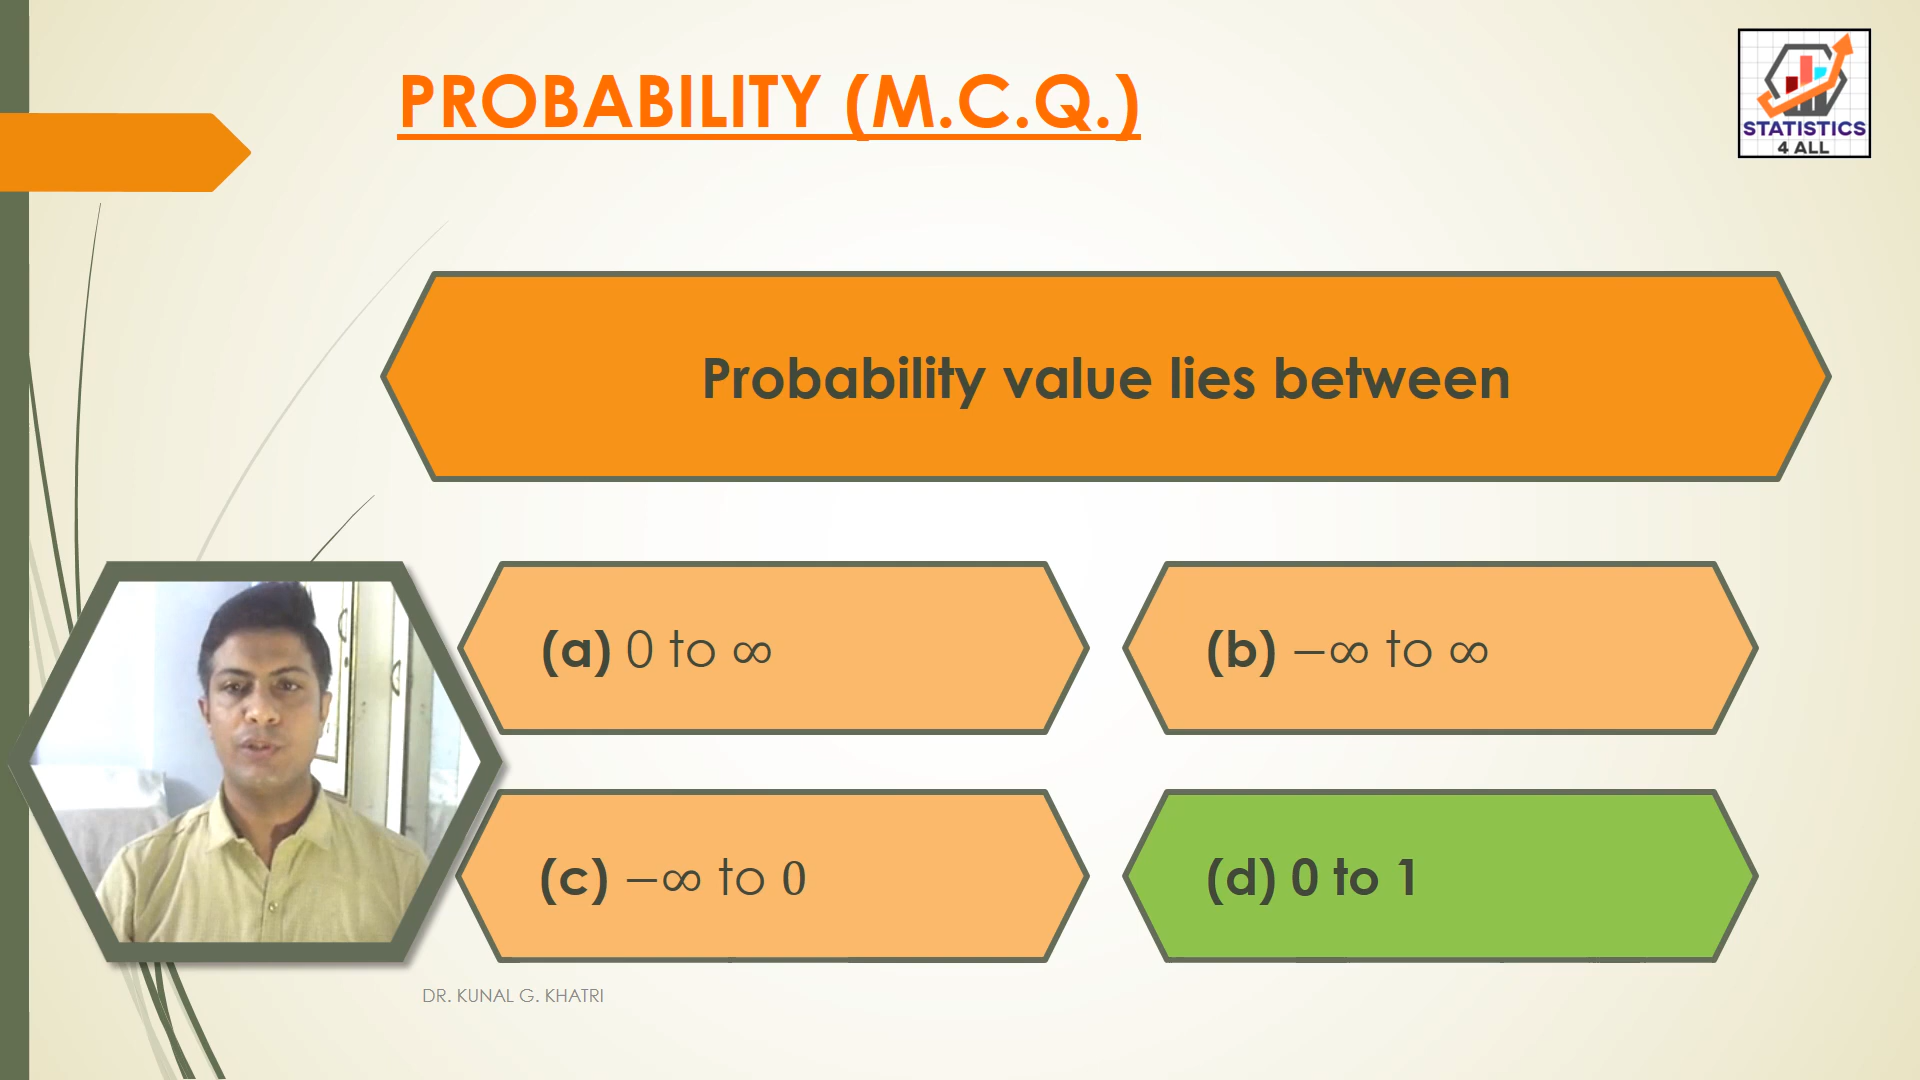 PROBABILITY (M.C.Q.)
STATISTICS
4 ALL
Probability value lies between
(a) 0 to ∞
(b) −∞ to ∞
(c) −∞ to 0
(d) 0 to 1
DR. KUNAL G. KHATRI